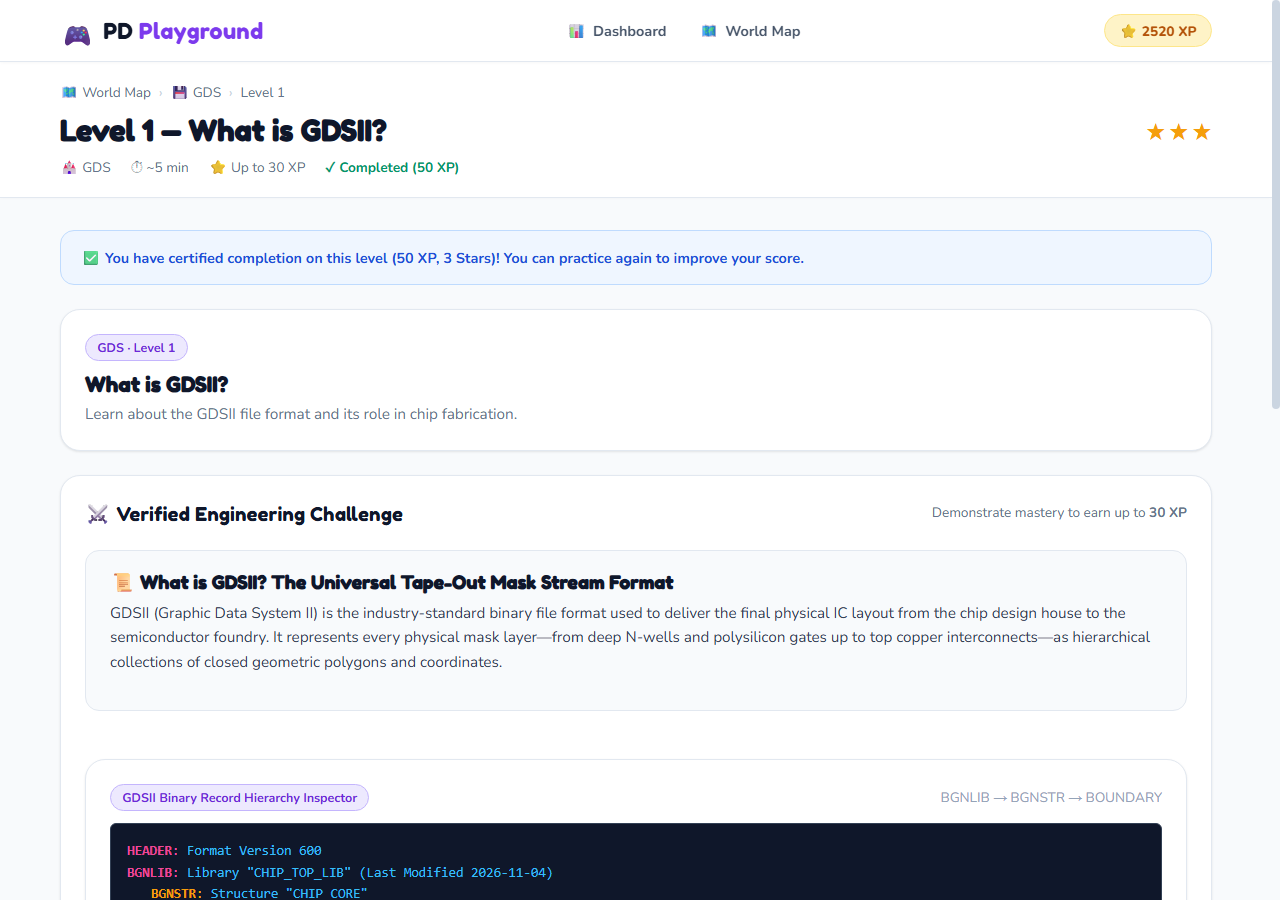 PD Playground
Dashboard
World Map
2520 XP
World Map › GDS › Level 1
Level 1 — What is GDSII?
GDS
~5 min
Up to 30 XP
✓ Completed (50 XP)
You have certified completion on this level (50 XP, 3 Stars)! You can practice again to improve your score.
GDS · Level 1
What is GDSII?
Learn about the GDSII file format and its role in chip fabrication.
Verified Engineering Challenge
Demonstrate mastery to earn up to 30 XP
What is GDSII? The Universal Tape-Out Mask Stream Format
GDSII (Graphic Data System II) is the industry-standard binary file format used to deliver the final physical IC layout from the chip design house to the
semiconductor foundry. It represents every physical mask layer—from deep N-wells and polysilicon gates up to top copper interconnects—as hierarchical
collections of closed geometric polygons and coordinates.
GDSII Binary Record Hierarchy Inspector
BGNLIB → BGNSTR → BOUNDARY
HEADER: Format Version 600
BGNLIB: Library "CHIP_TOP_LIB" (Last Modified 2026-11-04)
BGNSTR: Structure "CHIP_CORE"